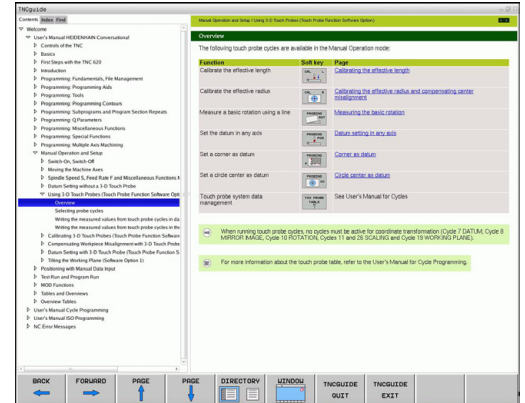 TNCguide
Contents Index Find
Manual Operation and Setup / Using 3-D Touch Probes (Touch Probe Function Software Option)
Welcome
User's Manual HEIDENHAIN Conversational
Controls of the TNC
Basics
First Steps with the TNC 620
Introduction
Programming: Fundamentals, File Management
Programming: Programming Aids
Programming: Tools
Programming: Programming Contours
Programming: Subprograms and Program Section Repeats
Programming: Q Parameters
Programming: Miscellaneous Functions
Programming: Special Functions
Programming: Multiple Axis Machining
Manual Operation and Setup
Switch-On, Switch-Off
Moving the Machine Axes
Spindle Speed S, Feed Rate F and Miscellaneous Functions M
Datum Setting without a 3-D Touch Probe
Using 3-D Touch Probes (Touch Probe Function Software Opti
Overview
Selecting probe cycles
Writing the measured values from touch probe cycles in da
Writing the measured values from touch probe cycles in the
Calibrating 3-D Touch Probes (Touch Probe Function Softwar
Compensating Workpiece Misalignment with 3-D Touch Probe
Datum Setting with 3-D Touch Probe (Touch Probe Function S
Tilting the Working Plane (Software Option 1)
Positioning with Manual Data Input
Test Run and Program Run
MOD Functions
Tables and Overviews
Overview Tables
User's Manual Cycle Programming
User's Manual ISO Programming
NC Error Messages
Overview
The following touch probe cycles are available in the Manual Operation mode:
Function Soft key Page
Calibrate the effective length CAL. L Calibrating the effective length
Calibrate the effective radius CAL. R Calibrating the effective radius and compensating center misalignment
Measure a basic rotation using a line PROBING ROT Measuring the basic rotation
Set the datum in any axis PROBING POS Datum setting in any axis
Set a corner as datum PROBING P Corner as datum
Set a circle center as datum PROBING CC Circle center as datum
Touch probe system data management TCH PROBE TABLE See User's Manual for Cycles
When running touch probe cycles, no cycles must be active for coordinate transformation (Cycle 7 DATUM, Cycle 8
MIRROR IMAGE, Cycle 10 ROTATION, Cycles 11 and 26 SCALING and Cycle 19 WORKING PLANE).
For more information about the touch probe table, refer to the User's Manual for Cycle Programming.
BACK FORWARD PAGE PAGE DIRECTORY WINDOW TNCGUIDE QUIT TNCGUIDE EXIT